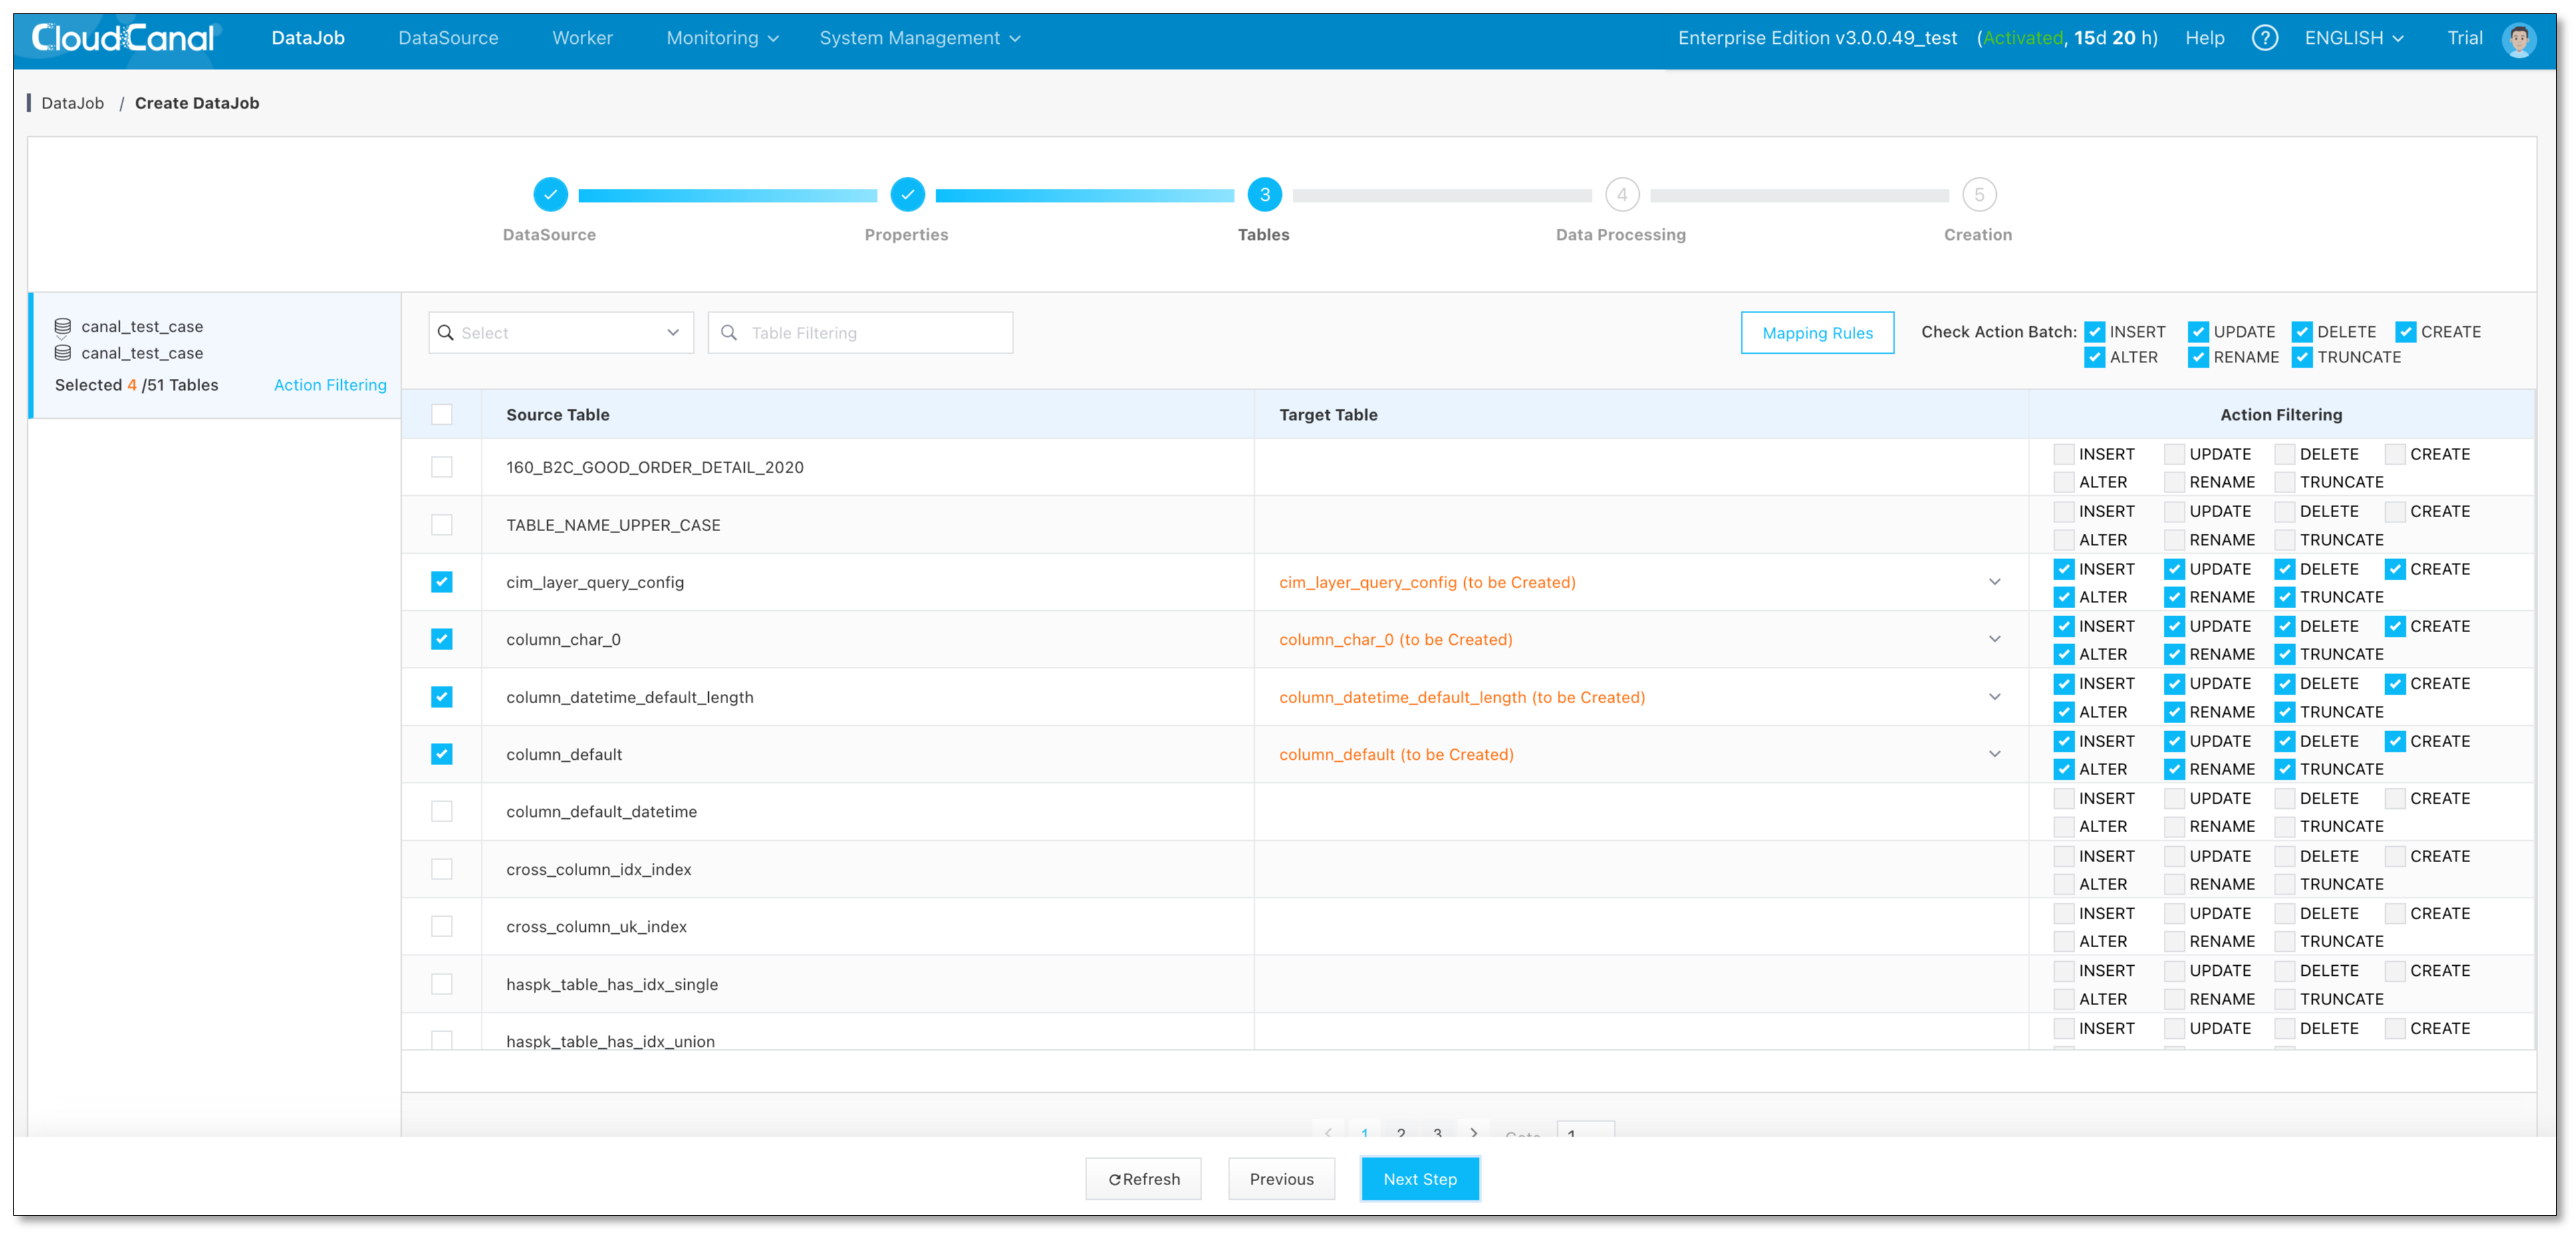 CloudCanal DataJob DataSource Worker Monitoring System Management Enterprise Edition v3.0.0.49_test (Activated, 15d 20 h) Help ? ENGLISH Trial
DataJob / Create DataJob
3 4 5
DataSource Properties Tables Data Processing Creation
canal_test_case
canal_test_case
Selected 4 /51 Tables Action Filtering
Select Table Filtering Mapping Rules Check Action Batch: INSERT UPDATE DELETE CREATE
ALTER RENAME TRUNCATE
Source Table Target Table Action Filtering
160_B2C_GOOD_ORDER_DETAIL_2020 INSERT UPDATE DELETE CREATE
ALTER RENAME TRUNCATE
TABLE_NAME_UPPER_CASE INSERT UPDATE DELETE CREATE
ALTER RENAME TRUNCATE
cim_layer_query_config cim_layer_query_config (to be Created) INSERT UPDATE DELETE CREATE
ALTER RENAME TRUNCATE
column_char_0 column_char_0 (to be Created) INSERT UPDATE DELETE CREATE
ALTER RENAME TRUNCATE
column_datetime_default_length column_datetime_default_length (to be Created) INSERT UPDATE DELETE CREATE
ALTER RENAME TRUNCATE
column_default column_default (to be Created) INSERT UPDATE DELETE CREATE
ALTER RENAME TRUNCATE
column_default_datetime INSERT UPDATE DELETE CREATE
ALTER RENAME TRUNCATE
cross_column_idx_index INSERT UPDATE DELETE CREATE
ALTER RENAME TRUNCATE
cross_column_uk_index INSERT UPDATE DELETE CREATE
ALTER RENAME TRUNCATE
haspk_table_has_idx_single INSERT UPDATE DELETE CREATE
ALTER RENAME TRUNCATE
haspk_table_has_idx_union INSERT UPDATE DELETE CREATE
1 2 3 1
Refresh Previous Next Step